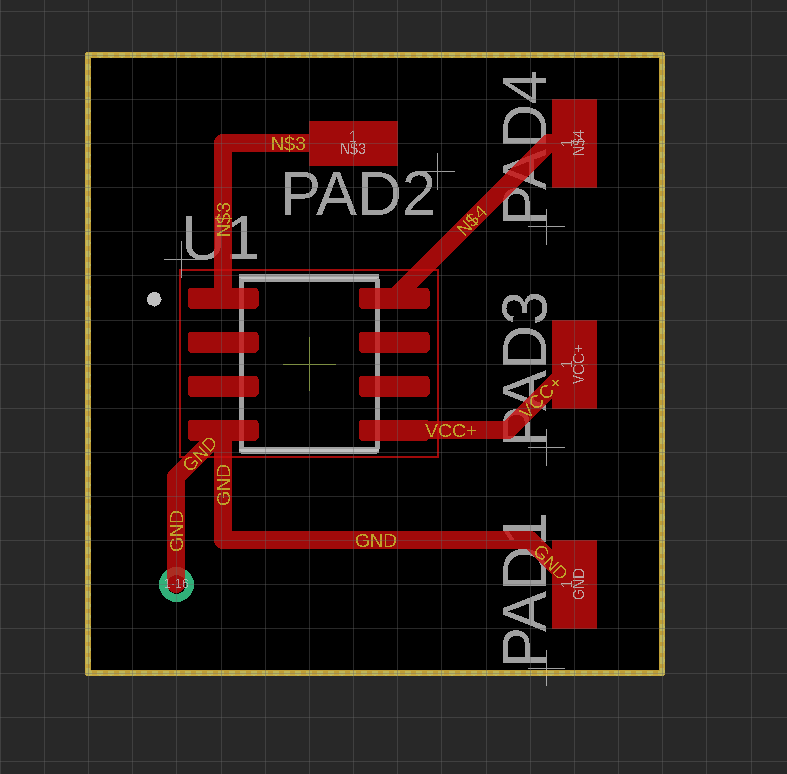 PAD4
1
N$4
N$3
1
N$3
PAD2
N$3
N$4
U1
PAD3
1
VCC+
VCC+
VCC+
GND
GND
GND
GND
PAD1
GND
1
GND
1-16